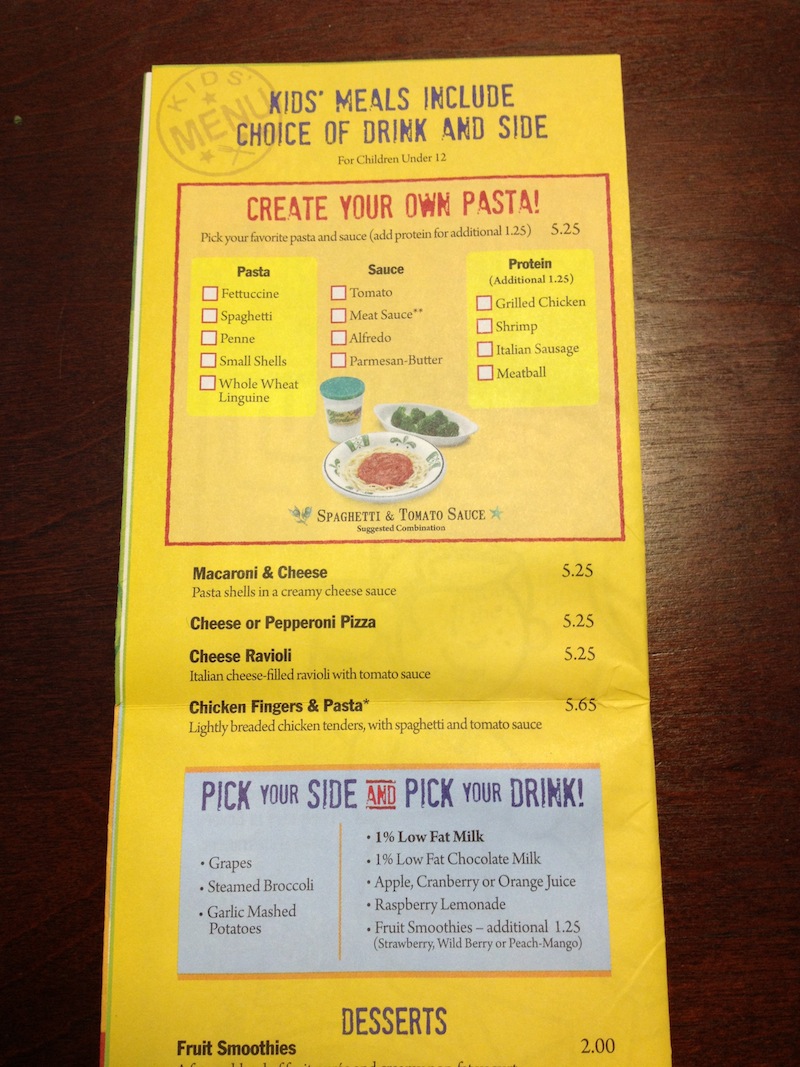 KIDS' MENU
KIDS' MEALS INCLUDE
CHOICE OF DRINK AND SIDE
For Children Under 12
CREATE YOUR OWN PASTA!
Pick your favorite pasta and sauce (add protein for additional 1.25) 5.25
Pasta
Fettuccine
Spaghetti
Penne
Small Shells
Whole Wheat
Linguine
Sauce
Tomato
Meat Sauce**
Alfredo
Parmesan-Butter
Protein
(Additional 1.25)
Grilled Chicken
Shrimp
Italian Sausage
Meatball
SPAGHETTI & TOMATO SAUCE
Suggested Combination
Macaroni & Cheese 5.25
Pasta shells in a creamy cheese sauce
Cheese or Pepperoni Pizza 5.25
Cheese Ravioli 5.25
Italian cheese-filled ravioli with tomato sauce
Chicken Fingers & Pasta* 5.65
Lightly breaded chicken tenders, with spaghetti and tomato sauce
PICK YOUR SIDE AND PICK YOUR DRINK!
• Grapes
• Steamed Broccoli
• Garlic Mashed
Potatoes
• 1% Low Fat Milk
• 1% Low Fat Chocolate Milk
• Apple, Cranberry or Orange Juice
• Raspberry Lemonade
• Fruit Smoothies – additional 1.25
(Strawberry, Wild Berry or Peach-Mango)
DESSERTS
Fruit Smoothies 2.00